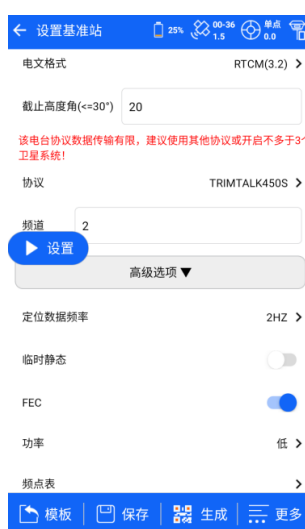 设置基准站
25%
00-36
1.5
单点
0.0
电文格式
RTCM(3.2)
截止高度角(<=30°)
20
该电台协议数据传输有限，建议使用其他协议或开启不多于3个
卫星系统！
协议
TRIMTALK450S
频道
2
设置
高级选项▼
定位数据频率
2HZ
临时静态
FEC
功率
低
频点表
模板
保存
生成
更多